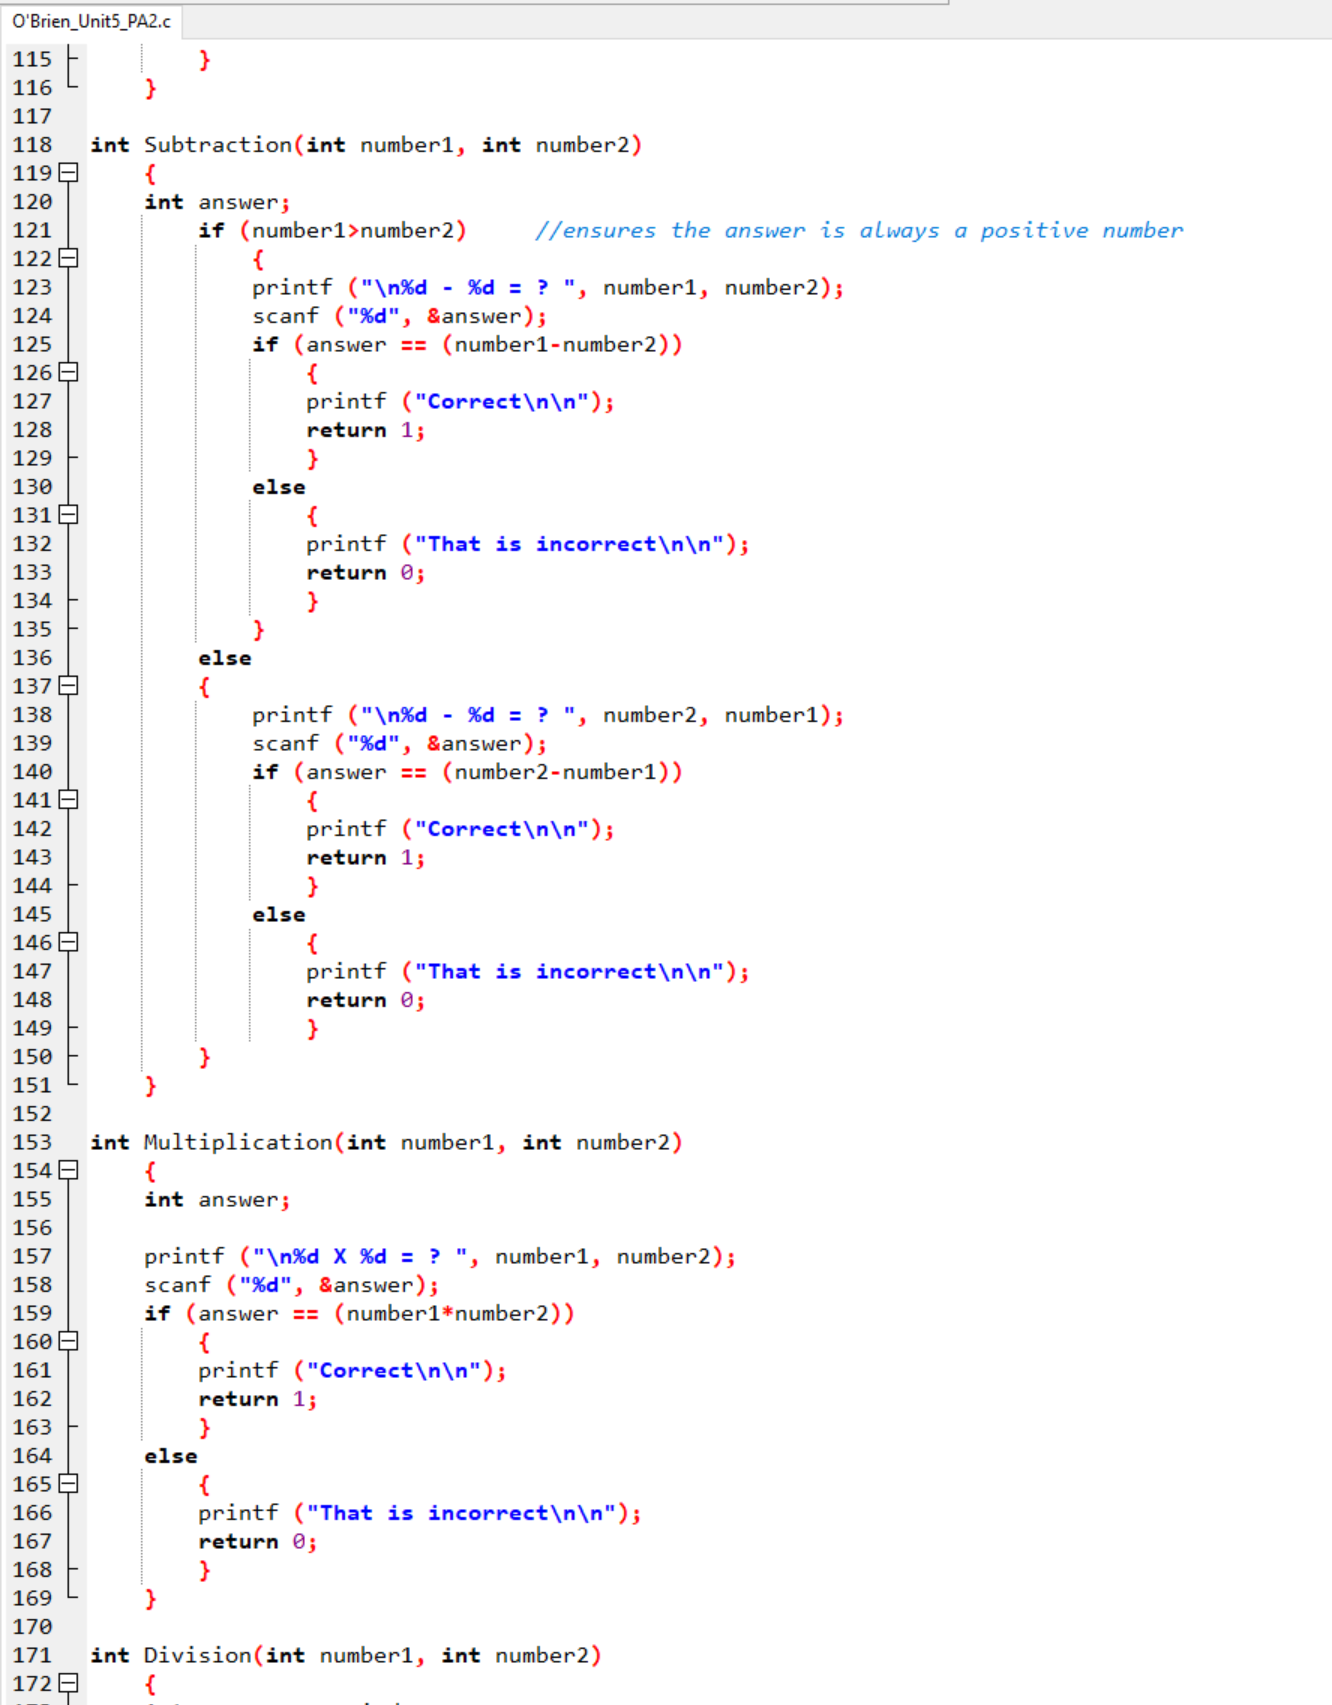 O'Brien_Unit5_PA2.c
115 }
116 }
117
118 int Subtraction(int number1, int number2)
119 {
120 int answer;
121 if (number1>number2) //ensures the answer is always a positive number
122 {
123 printf ("\n%d - %d = ? ", number1, number2);
124 scanf ("%d", &answer);
125 if (answer == (number1-number2))
126 {
127 printf ("Correct\n\n");
128 return 1;
129 }
130 else
131 {
132 printf ("That is incorrect\n\n");
133 return 0;
134 }
135 }
136 else
137 {
138 printf ("\n%d - %d = ? ", number2, number1);
139 scanf ("%d", &answer);
140 if (answer == (number2-number1))
141 {
142 printf ("Correct\n\n");
143 return 1;
144 }
145 else
146 {
147 printf ("That is incorrect\n\n");
148 return 0;
149 }
150 }
151 }
152
153 int Multiplication(int number1, int number2)
154 {
155 int answer;
156
157 printf ("\n%d X %d = ? ", number1, number2);
158 scanf ("%d", &answer);
159 if (answer == (number1*number2))
160 {
161 printf ("Correct\n\n");
162 return 1;
163 }
164 else
165 {
166 printf ("That is incorrect\n\n");
167 return 0;
168 }
169 }
170
171 int Division(int number1, int number2)
172 {